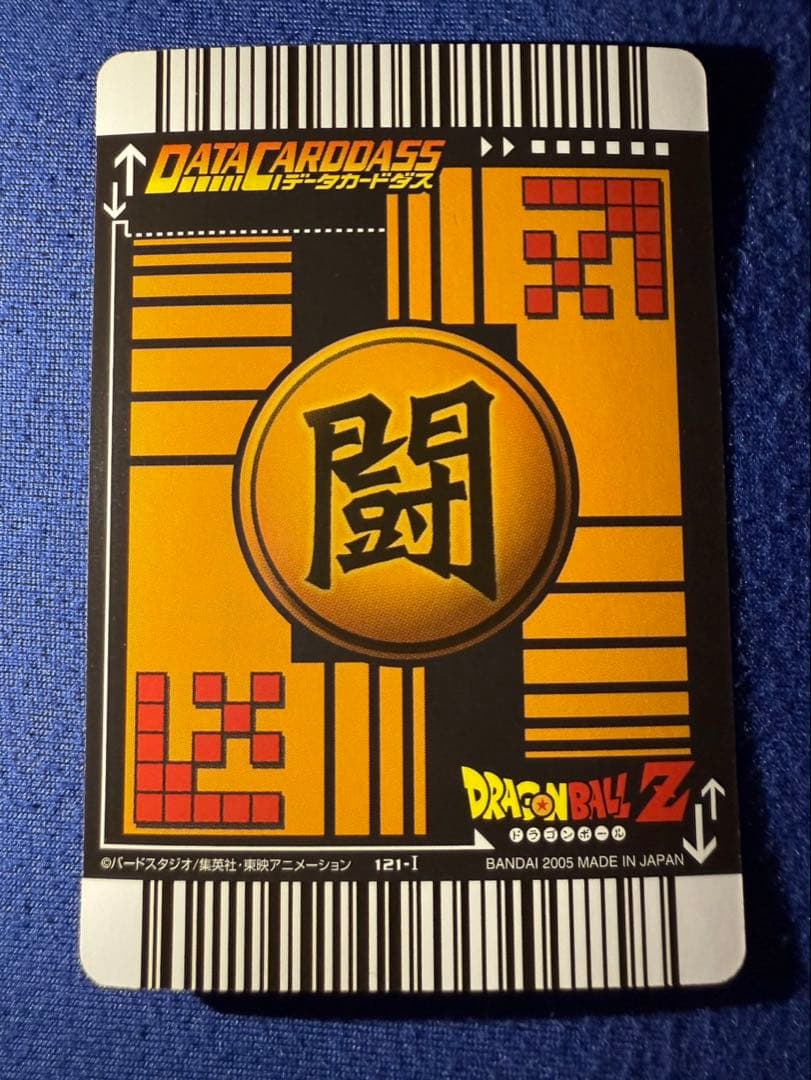 DATA CARDDASS
データカードダス
闘
DRAGON BALL Z
ドラゴンボール
©バードスタジオ/集英社・東映アニメーション 121-I BANDAI 2005 MADE IN JAPAN